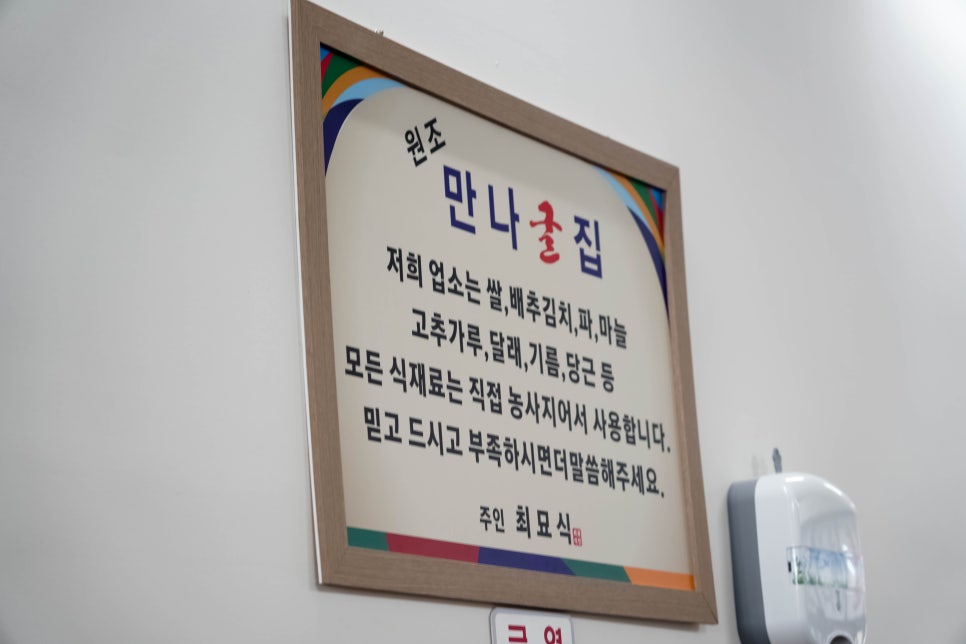 원조
만나굴집
저희 업소는 쌀,배추김치,파,마늘
고추가루,달래,기름,당근 등
모든 식재료는 직접 농사지어서 사용합니다.
믿고 드시고 부족하시면더말씀해주세요.
주인 최묘식